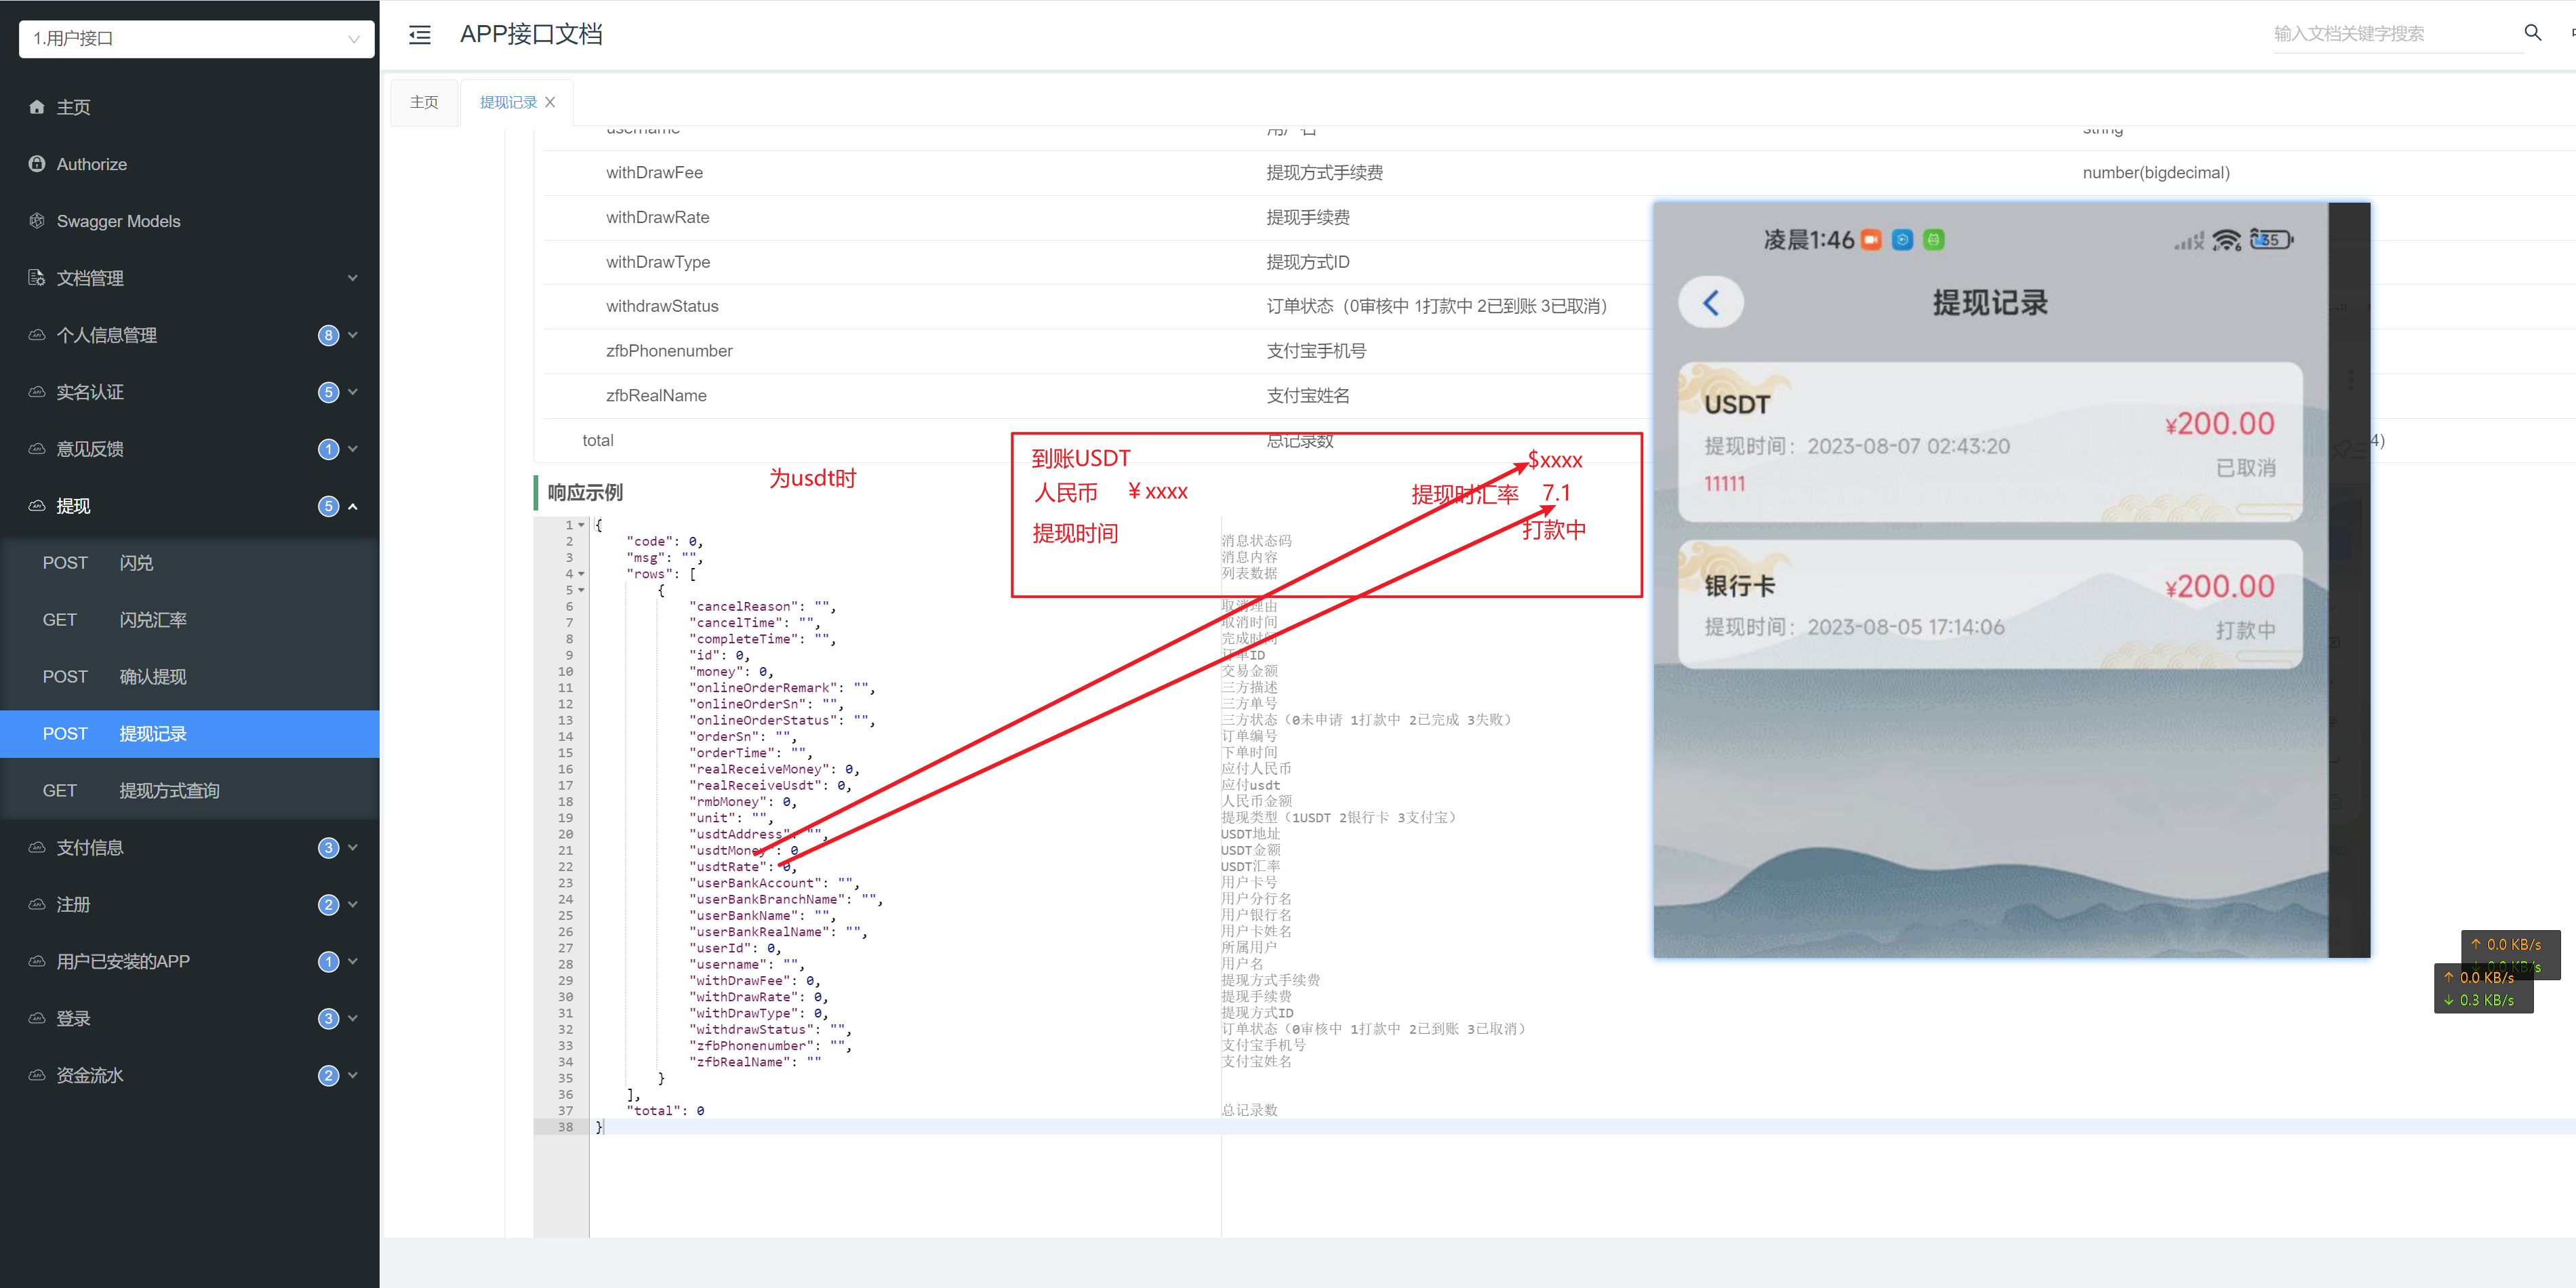 1.用户接口
主页
Authorize
Swagger Models
文档管理
个人信息管理 8
实名认证 5
意见反馈 1
提现 5
POST 闪兑
GET 闪兑汇率
POST 确认提现
POST 提现记录
GET 提现方式查询
支付信息 3
注册 2
用户已安装的APP 1
登录 3
资金流水 2
APP接口文档
输入文档关键字搜索
主页 提现记录
username 用户名 string
withDrawFee 提现方式手续费 number(bigdecimal)
withDrawRate 提现手续费
withDrawType 提现方式ID
withdrawStatus 订单状态（0审核中 1打款中 2已到账 3已取消）
zfbPhonenumber 支付宝手机号
zfbRealName 支付宝姓名
total 总记录数
4)
为usdt时
到账USDT $xxxx
人民币 ￥xxxx 提现时汇率 7.1
提现时间 打款中
响应示例
1 {
2 "code": 0, 消息状态码
3 "msg": "", 消息内容
4 "rows": [ 列表数据
5 {
6 "cancelReason": "", 取消理由
7 "cancelTime": "", 取消时间
8 "completeTime": "", 完成时间
9 "id": 0, 订单ID
10 "money": 0, 交易金额
11 "onlineOrderRemark": "", 三方描述
12 "onlineOrderSn": "", 三方单号
13 "onlineOrderStatus": "", 三方状态（0未申请 1打款中 2已完成 3失败）
14 "orderSn": "", 订单编号
15 "orderTime": "", 下单时间
16 "realReceiveMoney": 0, 应付人民币
17 "realReceiveUsdt": 0, 应付usdt
18 "rmbMoney": 0, 人民币金额
19 "unit": "", 提现类型（1USDT 2银行卡 3支付宝）
20 "usdtAddress": "", USDT地址
21 "usdtMoney": 0, USDT金额
22 "usdtRate": 0, USDT汇率
23 "userBankAccount": "", 用户卡号
24 "userBankBranchName": "", 用户分行名
25 "userBankName": "", 用户银行名
26 "userBankRealName": "", 用户卡姓名
27 "userId": 0, 所属用户
28 "username": "", 用户名
29 "withDrawFee": 0, 提现方式手续费
30 "withDrawRate": 0, 提现手续费
31 "withDrawType": 0, 提现方式ID
32 "withdrawStatus": "", 订单状态（0审核中 1打款中 2已到账 3已取消）
33 "zfbPhonenumber": "", 支付宝手机号
34 "zfbRealName": "" 支付宝姓名
35 }
36 ],
37 "total": 0 总记录数
38 }
凌晨1:46 35
提现记录
USDT
¥200.00
提现时间：2023-08-07 02:43:20
已取消
11111
银行卡
¥200.00
提现时间：2023-08-05 17:14:06
打款中
↑ 0.0 KB/s
↓ 0.0 KB/s
↑ 0.0 KB/s
↓ 0.3 KB/s